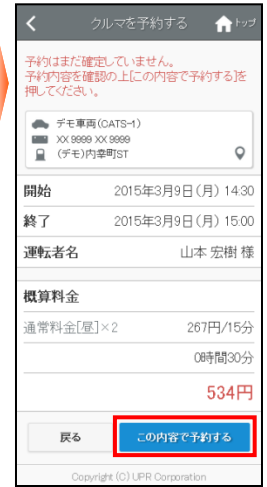 クルマを予約する トップ
予約はまだ確定していません。
予約内容を確認の上[この内容で予約する]を
押してください。
デモ車両(CATS-1)
XX 9999 XX 9999
(デモ)内幸町ST
開始 2015年3月9日(月) 14:30
終了 2015年3月9日(月) 15:00
運転者名 山本 宏樹 様
概算料金
通常料金[昼]×2 267円/15分
0時間30分
534円
戻る この内容で予約する
Copyright (C) UPR Corporation